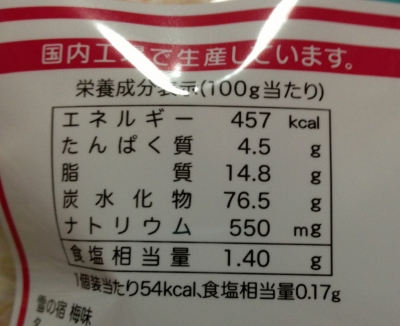 国内工場で生産しています。
栄養成分表示(100g当たり)
エネルギー 457 kcal
たんぱく質 4.5 g
脂質 14.8 g
炭水化物 76.5 g
ナトリウム 550 mg
食塩相当量 1.40 g
1個装当たり54kcal、食塩相当量0.17g
雪の宿 梅味